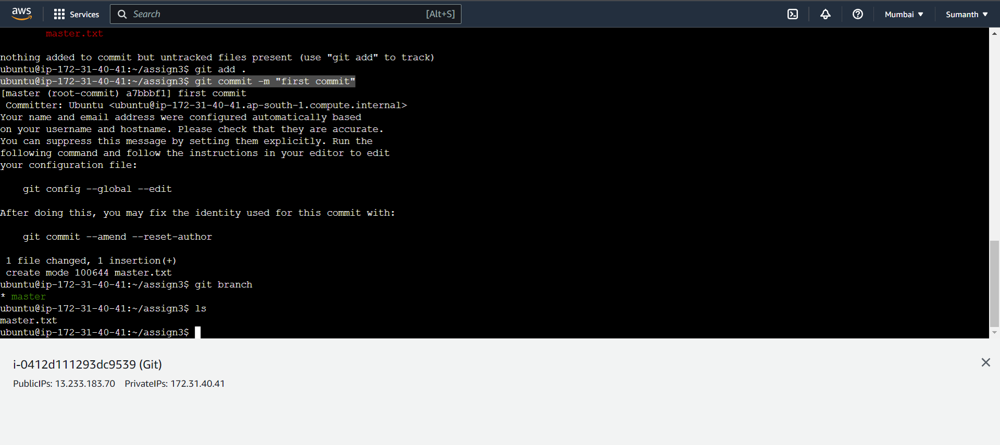 aws
Services
Search
[Alt+S]
Mumbai
Sumanth
master.txt
nothing added to commit but untracked files present (use "git add" to track)
ubuntu@ip-172-31-40-41:~/assign3$ git add .
ubuntu@ip-172-31-40-41:~/assign3$ git commit -m "first commit"
[master (root-commit) a7bbbf1] first commit
Committer: Ubuntu <ubuntu@ip-172-31-40-41.ap-south-1.compute.internal>
Your name and email address were configured automatically based
on your username and hostname. Please check that they are accurate.
You can suppress this message by setting them explicitly. Run the
following command and follow the instructions in your editor to edit
your configuration file:
git config --global --edit
After doing this, you may fix the identity used for this commit with:
git commit --amend --reset-author
1 file changed, 1 insertion(+)
create mode 100644 master.txt
ubuntu@ip-172-31-40-41:~/assign3$ git branch
* master
ubuntu@ip-172-31-40-41:~/assign3$ ls
master.txt
ubuntu@ip-172-31-40-41:~/assign3$
i-0412d111293dc9539 (Git)
PublicIPs: 13.233.183.70 PrivateIPs: 172.31.40.41